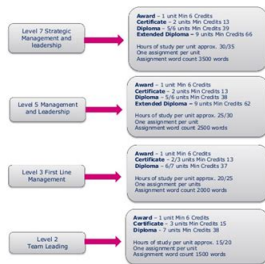 Level 7 Strategic
Management and
leadership
Award – 1 unit Min 6 Credits
Certificate – 2 units Min Credits 13
Diploma – 5/6 units Min Credits 39
Extended Diploma – 9 units Min Credits 66
Hours of study per unit approx. 30/35
One assignment per unit
Assignment word count 3500 words
Level 5 Management
and Leadership
Award – 1 unit Min 6 Credits
Certificate – 2 units Min Credits 13
Diploma – 5/6 units Min Credits 38
Extended Diploma – 9 units Min Credits 62
Hours of study per unit approx. 25/30
One assignment per unit
Assignment word count 2500 words
Level 3 First Line
Management
Award – 1 unit Min 6 Credits
Certificate – 2/3 units Min Credits 13
Diploma – 6/7 units Min Credits 37
Hours of study per unit approx. 20/25
One assignment per unit
Assignment word count 2000 words
Level 2
Team Leading
Award – 1 unit Min 6 Credits
Certificate – 3 units Min Credits 15
Diploma – 7 units Min Credits 38
Hours of study per unit approx. 15/20
One assignment per unit
Assignment word count 1500 words